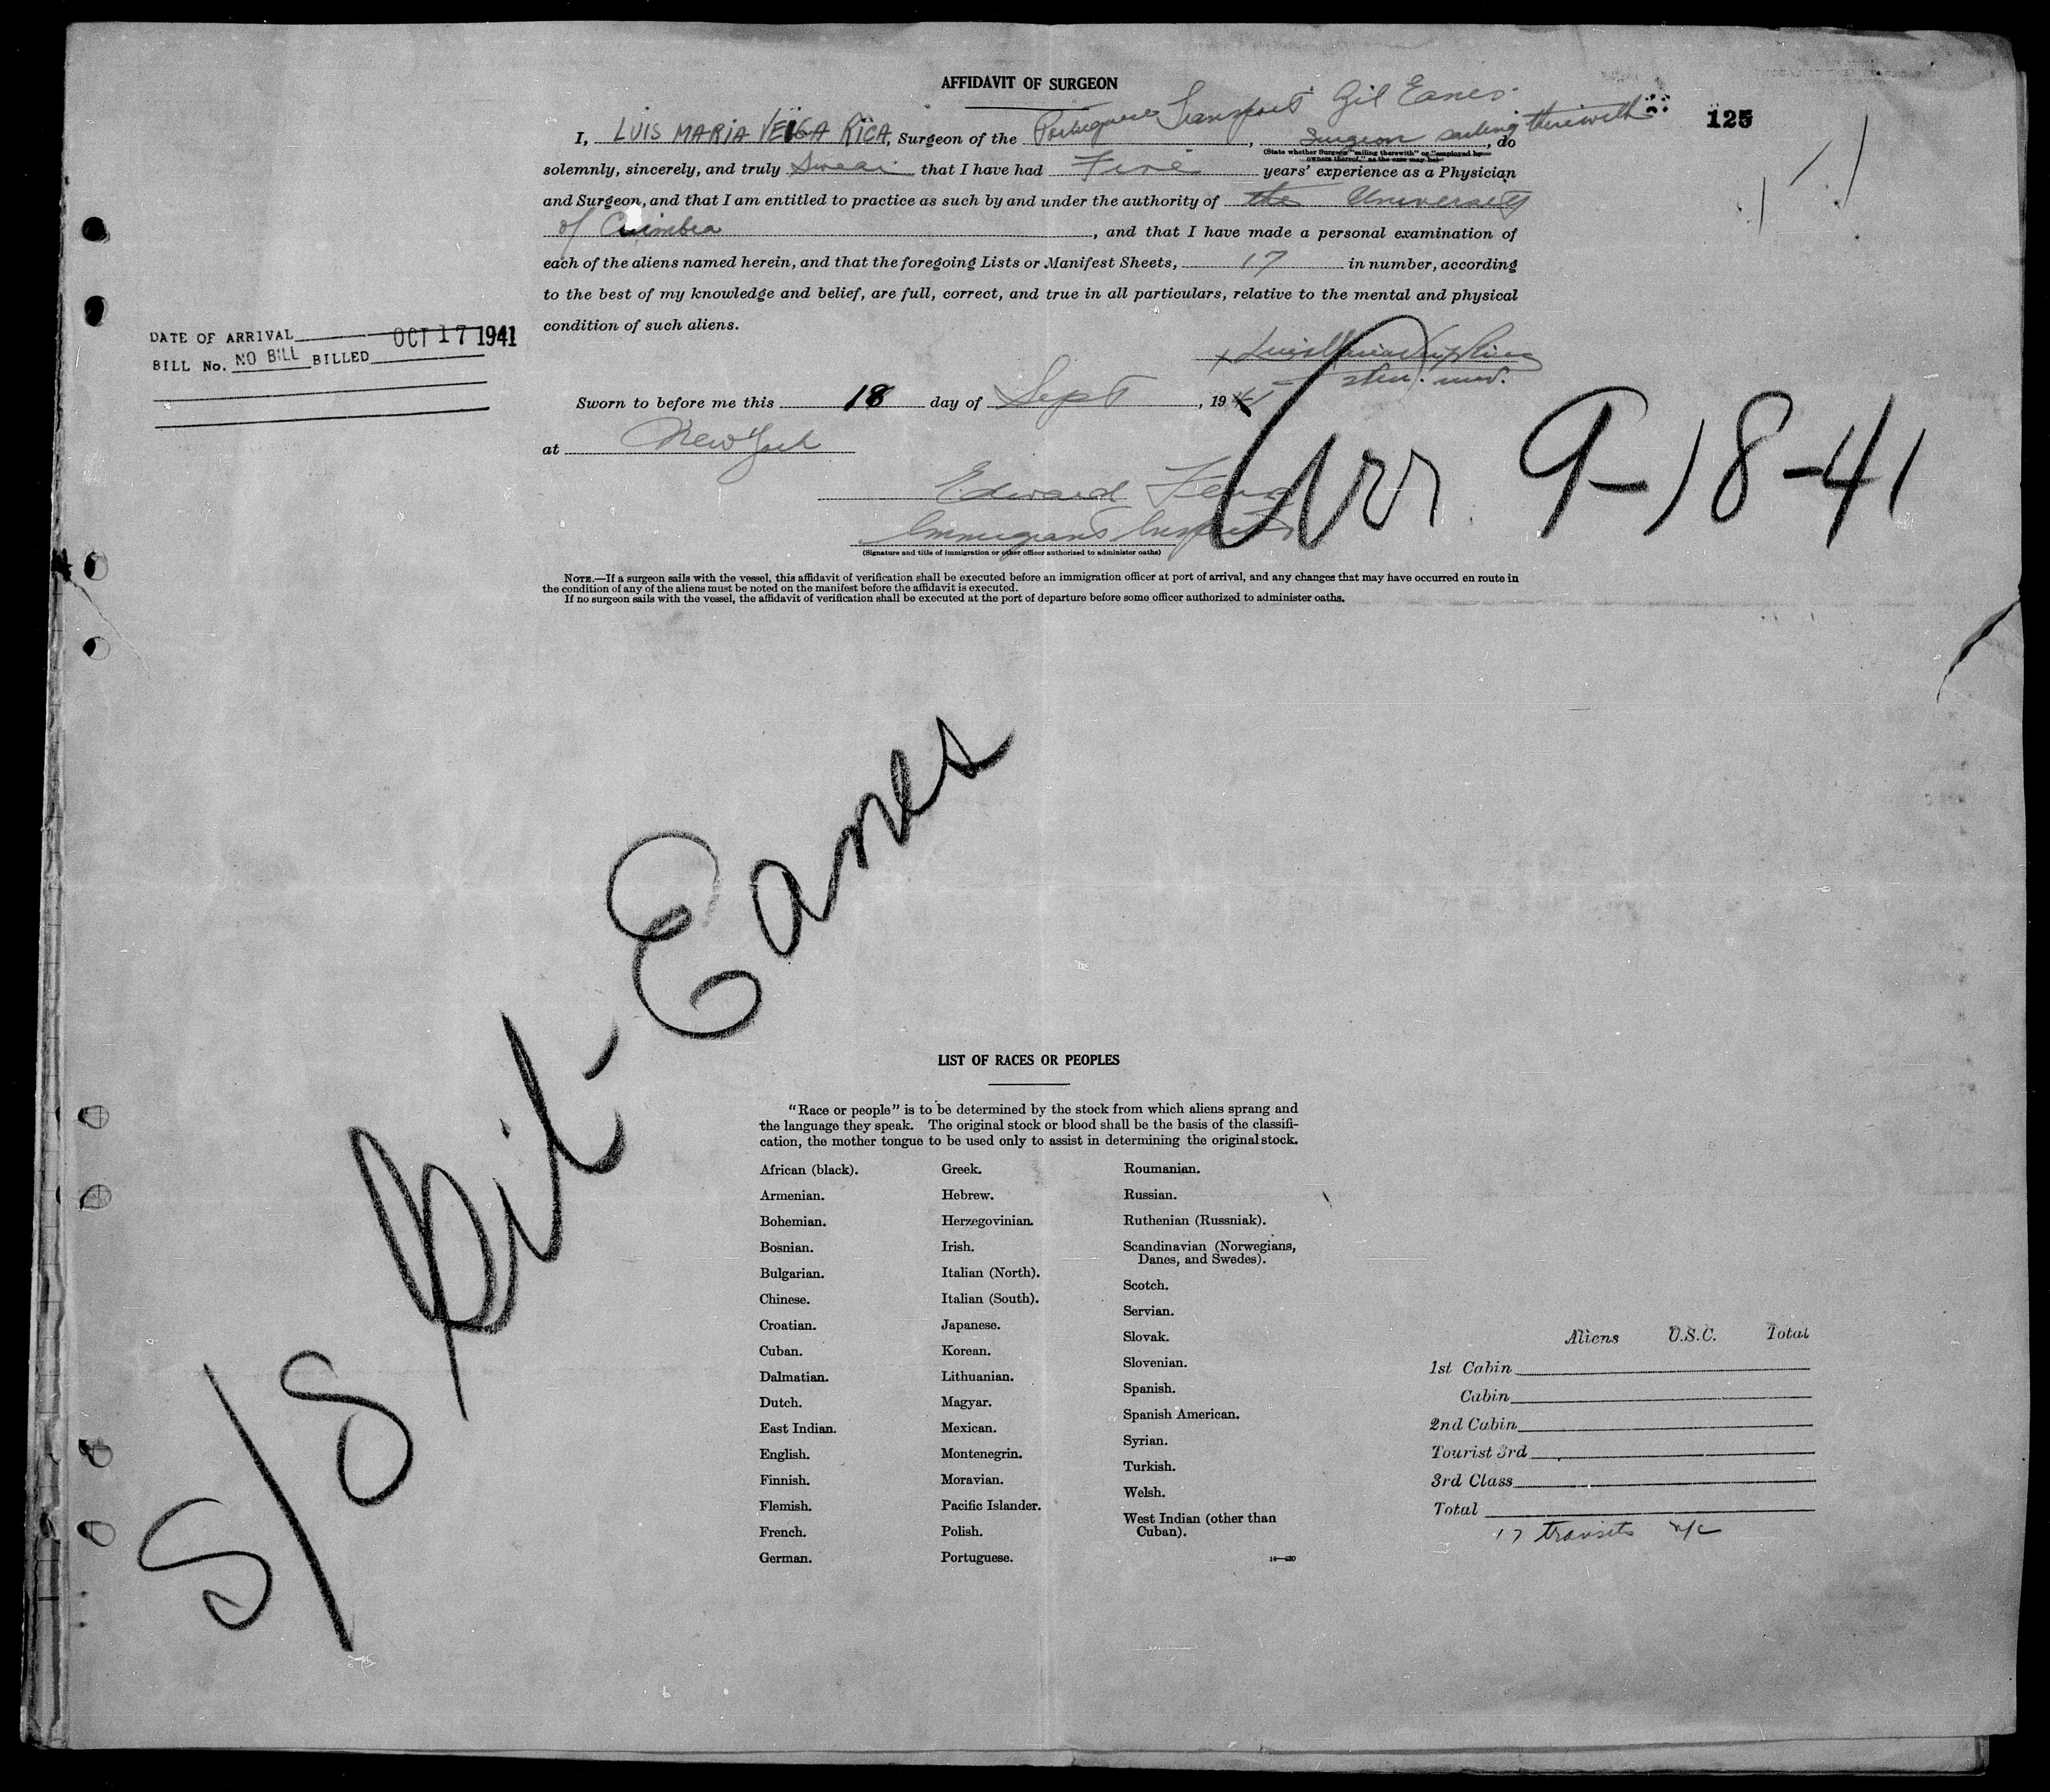 AFFIDAVIT OF SURGEON
125
I, LUIS MARIA VEIGA RICA, Surgeon of the Portuguese Transport Gil Eanes, Surgeon sailing therewith, do
(State whether Surgeon "sailing therewith" or "employed by owners thereof," as the case may be)
solemnly, sincerely, and truly Swear that I have had Five years' experience as a Physician
and Surgeon, and that I am entitled to practice as such by and under the authority of the University
of Coimbra, and that I have made a personal examination of
each of the aliens named herein, and that the foregoing Lists or Manifest Sheets, 17 in number, according
to the best of my knowledge and belief, are full, correct, and true in all particulars, relative to the mental and physical
condition of such aliens.
DATE OF ARRIVAL OCT 17 1941
BILL No. NO BILL BILLED
Sworn to before me this 18 day of Sept, 1941
at New York
Arr 9-18-41
Edward
Immigrant Inspector
(Signature and title of immigration or other officer authorized to administer oaths)
NOTE.—If a surgeon sails with the vessel, this affidavit of verification shall be executed before an immigration officer at port of arrival, and any changes that may have occurred en route in
the condition of any of the aliens must be noted on the manifest before the affidavit is executed.
If no surgeon sails with the vessel, the affidavit of verification shall be executed at the port of departure before some officer authorized to administer oaths.
S/S Gil-Eanes
LIST OF RACES OR PEOPLES
"Race or people" is to be determined by the stock from which aliens sprang and
the language they speak. The original stock or blood shall be the basis of the classifi-
cation, the mother tongue to be used only to assist in determining the original stock.
African (black).
Armenian.
Bohemian.
Bosnian.
Bulgarian.
Chinese.
Croatian.
Cuban.
Dalmatian.
Dutch.
East Indian.
English.
Finnish.
Flemish.
French.
German.
Greek.
Hebrew.
Herzegovinian.
Irish.
Italian (North).
Italian (South).
Japanese.
Korean.
Lithuanian.
Magyar.
Mexican.
Montenegrin.
Moravian.
Pacific Islander.
Polish.
Portuguese.
Roumanian.
Russian.
Ruthenian (Russniak).
Scandinavian (Norwegians,
Danes, and Swedes).
Scotch.
Servian.
Slovak.
Slovenian.
Spanish.
Spanish American.
Syrian.
Turkish.
Welsh.
West Indian (other than
Cuban).
Aliens U.S.C. Total
1st Cabin
Cabin
2nd Cabin
Tourist 3rd
3rd Class
Total
17 transits